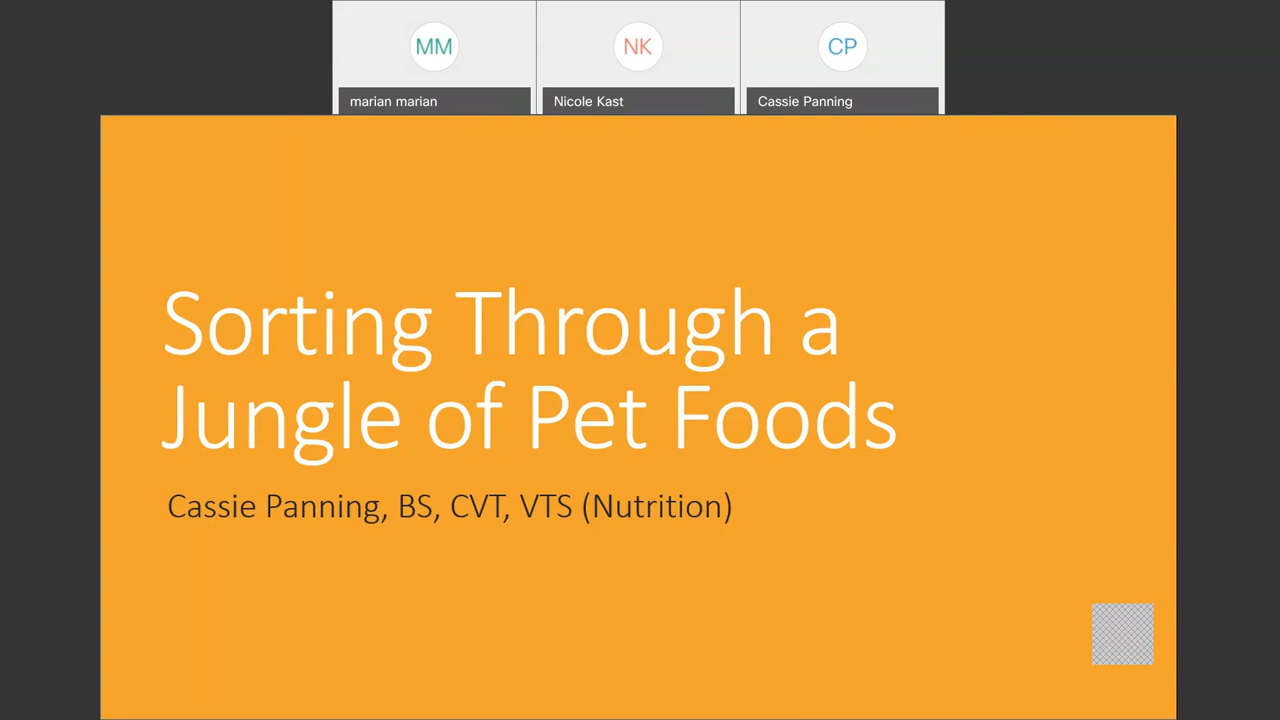 MM
NK
CP
marian marian
Nicole Kast
Cassie Panning
Sorting Through a
Jungle of Pet Foods
Cassie Panning, BS, CVT, VTS (Nutrition)